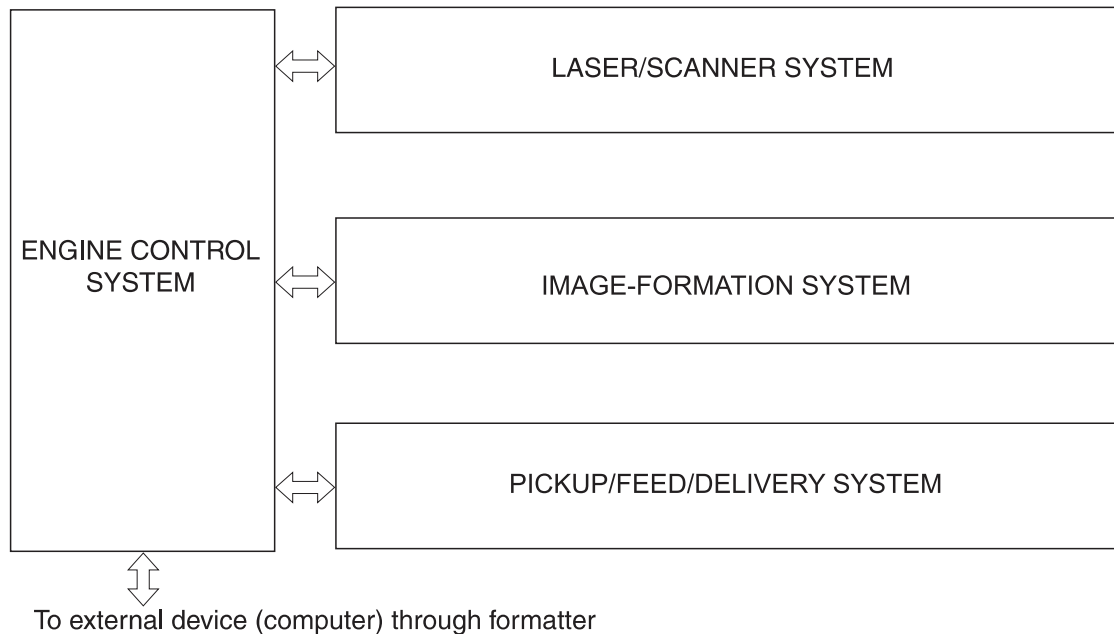 LASER/SCANNER SYSTEM
ENGINE CONTROL
SYSTEM
IMAGE-FORMATION SYSTEM
PICKUP/FEED/DELIVERY SYSTEM
To external device (computer) through formatter